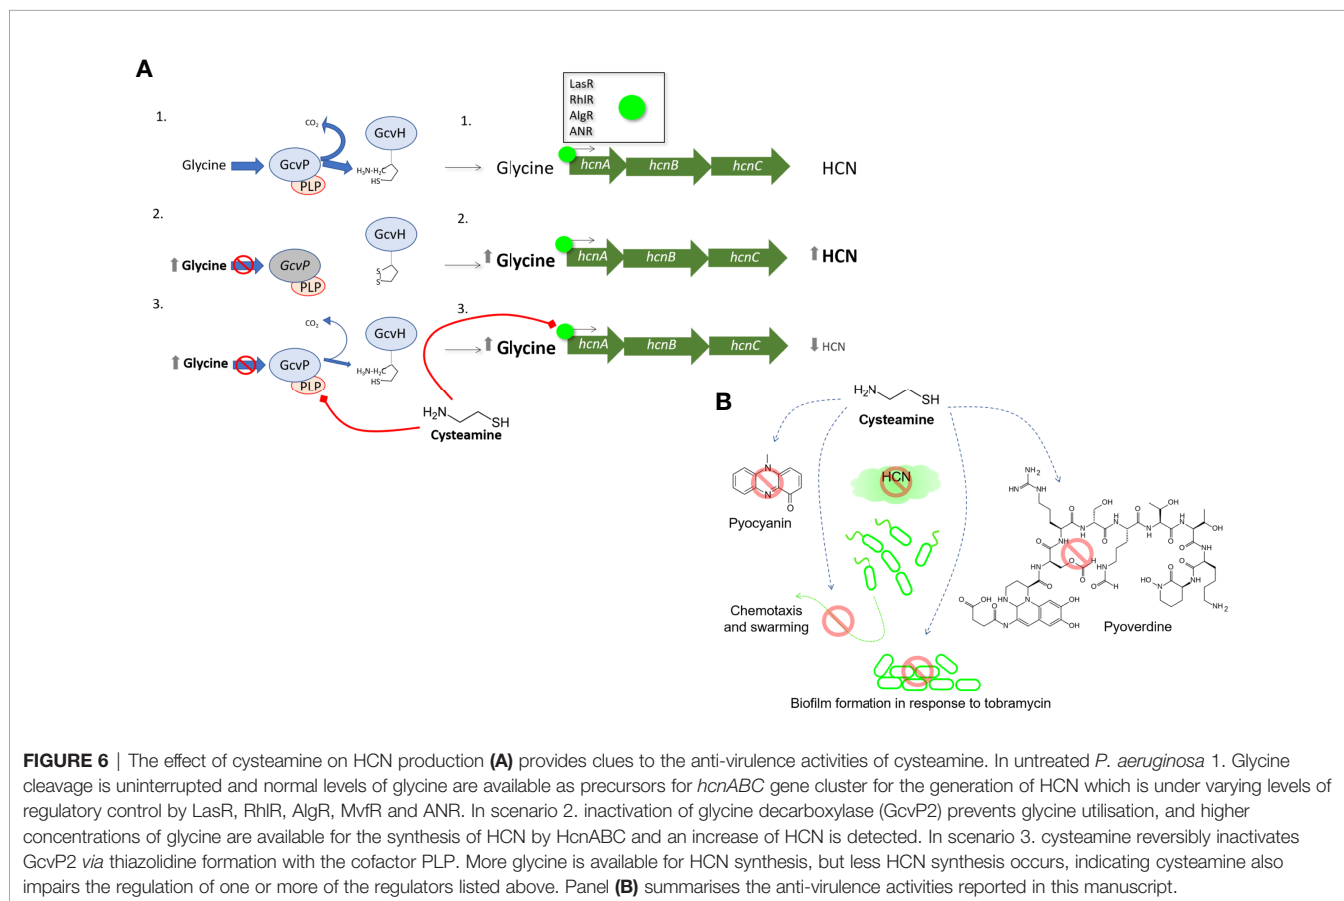 A
LasR
RhlR
AlgR
ANR
1.
CO2
GcvH
1.
Glycine
GcvP
PLP
H3N-H2C
HS
Glycine
hcnA
hcnB
hcnC
HCN
2.
GcvH
2.
Glycine
GcvP
PLP
S
S
Glycine
hcnA
hcnB
hcnC
HCN
3.
CO2
GcvH
3.
Glycine
GcvP
PLP
H3N-H2C
HS
Glycine
hcnA
hcnB
hcnC
HCN
H2N
SH
Cysteamine
B
H2N
SH
Cysteamine
N
N
O
Pyocyanin
HCN
Chemotaxis
and swarming
Biofilm formation in response to tobramycin
Pyoverdine
FIGURE 6 | The effect of cysteamine on HCN production (A) provides clues to the anti-virulence activities of cysteamine. In untreated P. aeruginosa 1. Glycine
cleavage is uninterrupted and normal levels of glycine are available as precursors for hcnABC gene cluster for the generation of HCN which is under varying levels of
regulatory control by LasR, RhlR, AlgR, MvfR and ANR. In scenario 2. inactivation of glycine decarboxylase (GcvP2) prevents glycine utilisation, and higher
concentrations of glycine are available for the synthesis of HCN by HcnABC and an increase of HCN is detected. In scenario 3. cysteamine reversibly inactivates
GcvP2 via thiazolidine formation with the cofactor PLP. More glycine is available for HCN synthesis, but less HCN synthesis occurs, indicating cysteamine also
impairs the regulation of one or more of the regulators listed above. Panel (B) summarises the anti-virulence activities reported in this manuscript.